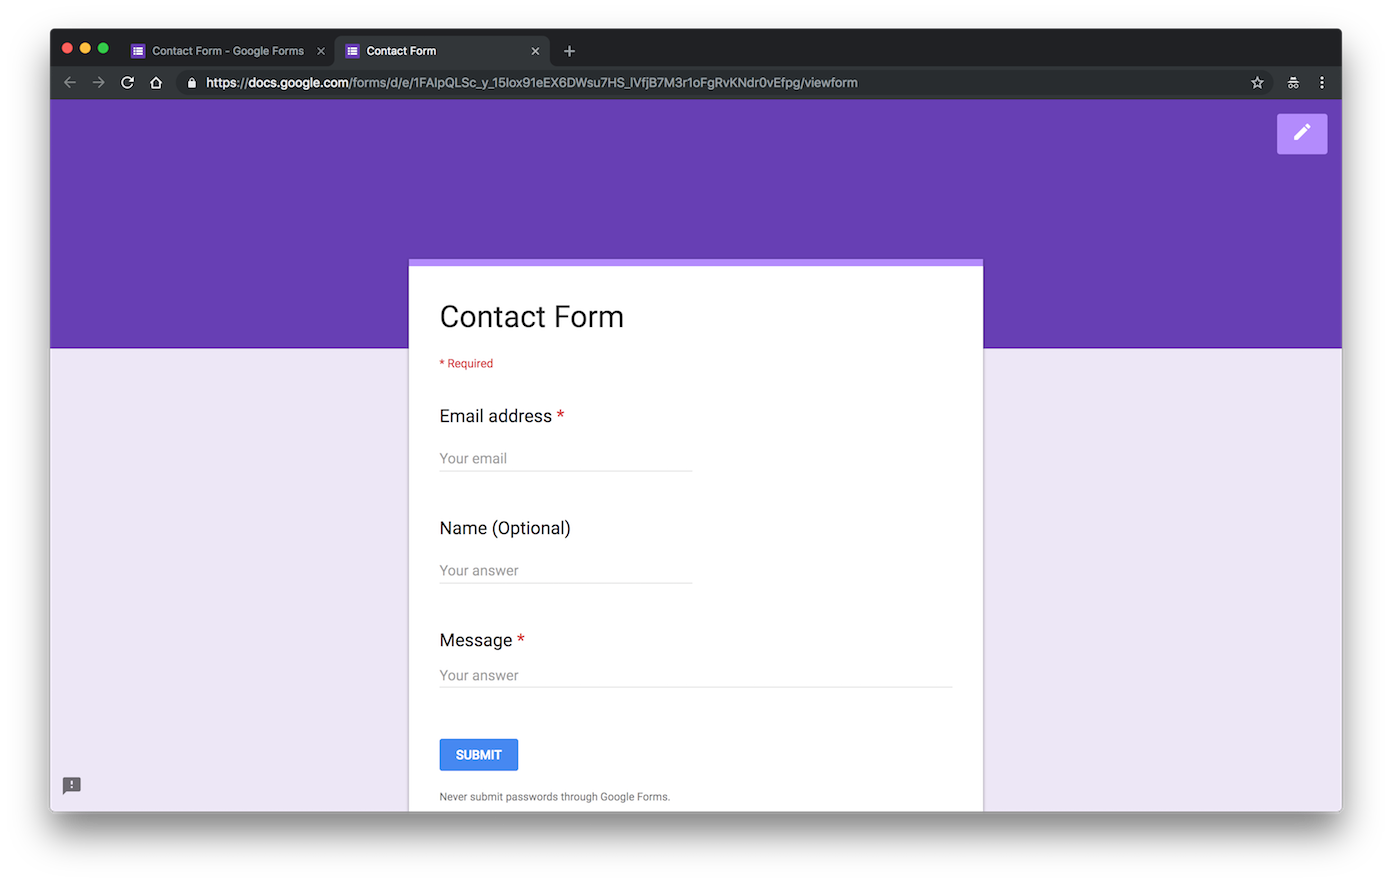 Contact Form - Google Forms
Contact Form
https://docs.google.com/forms/d/e/1FAIpQLSc_y_15Iox91eEX6DWsu7HS_lVfjB7M3r1oFgRvKNdr0vEfpg/viewform
Contact Form
* Required
Email address *
Your email
Name (Optional)
Your answer
Message *
Your answer
SUBMIT
Never submit passwords through Google Forms.